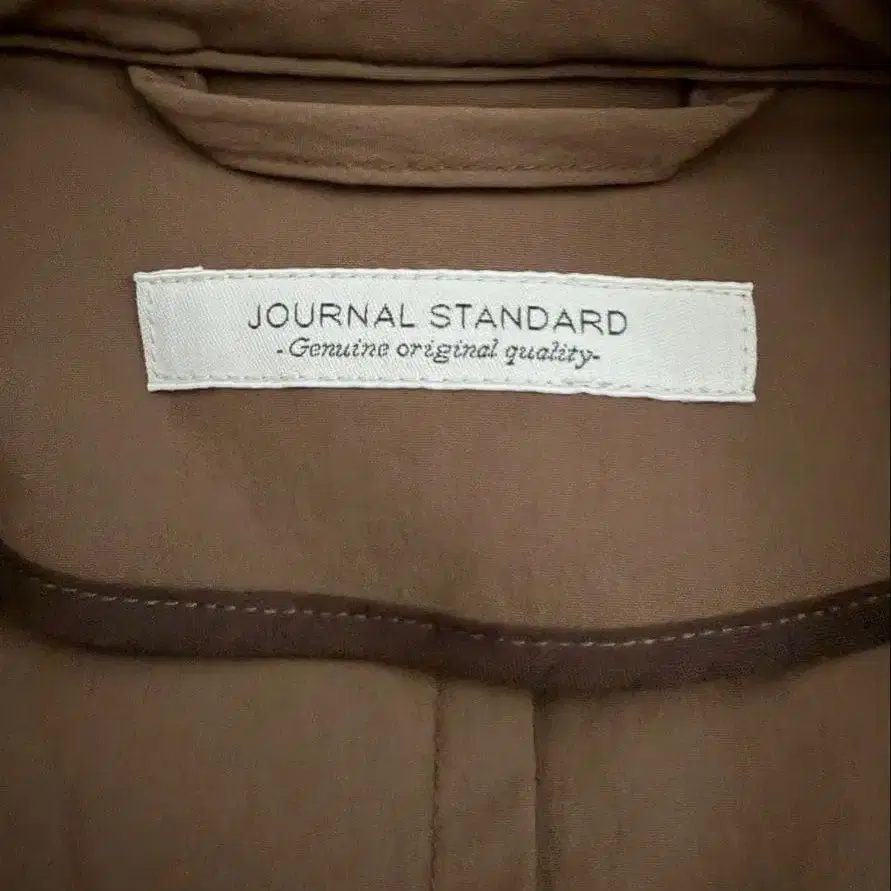 JOURNAL STANDARD
-Genuine original quality-